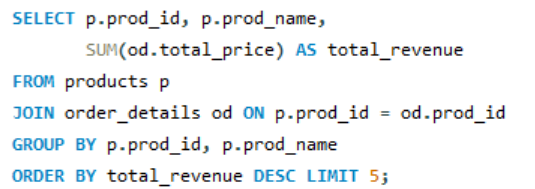 SELECT p.prod_id, p.prod_name,
       SUM(od.total_price) AS total_revenue
FROM products p
JOIN order_details od ON p.prod_id = od.prod_id
GROUP BY p.prod_id, p.prod_name
ORDER BY total_revenue DESC LIMIT 5;